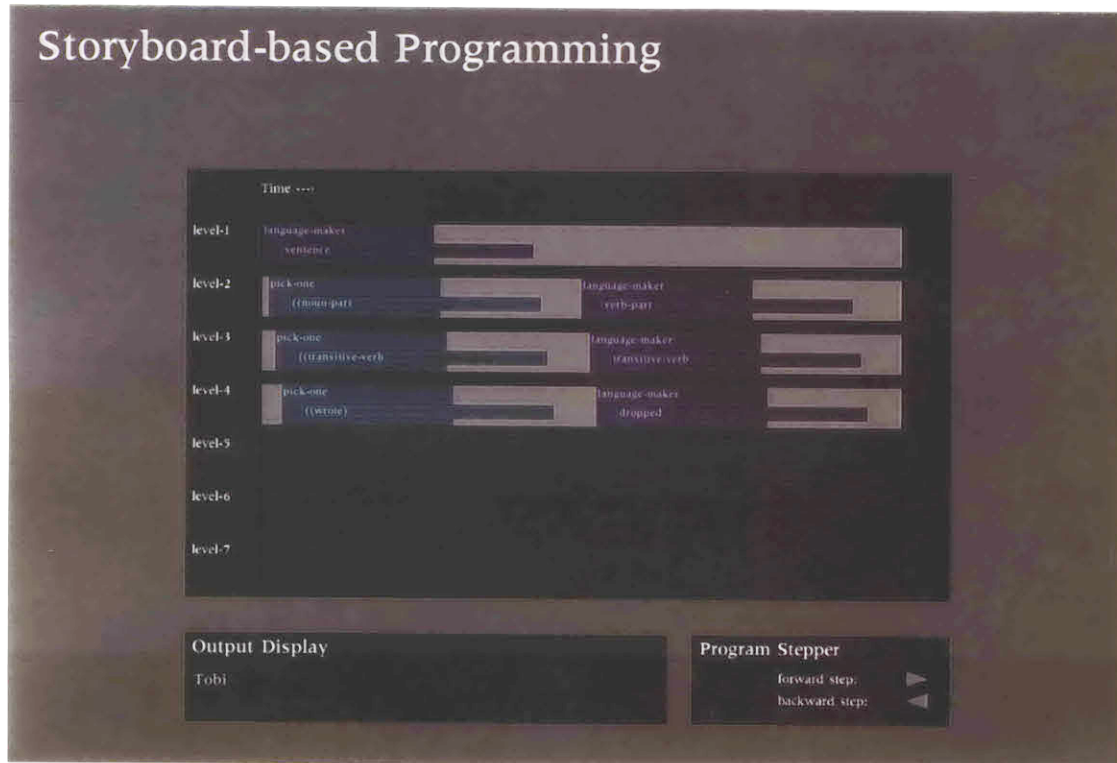 Storyboard-based Programming
Time ----
level-1 language-maker
sentence
level-2 pick-one language-maker
((noun-part verb-part
level-3 pick-one language-maker
((transitive-verb transitive-verb
level-4 pick-one language-maker
((wrote) dropped
level-5
level-6
level-7
Output Display
Tobi
Program Stepper
forward step:
backward step: